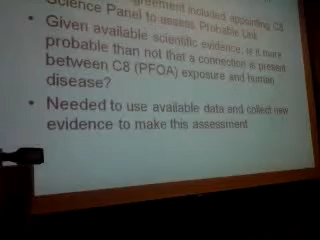 agreement included appointing C8
Science Panel to assess Probable Link
• Given available scientific evidence, is it more
probable than not that a connection is present
between C8 (PFOA) exposure and human
disease?
• Needed to use available data and collect new
evidence to make this assessment